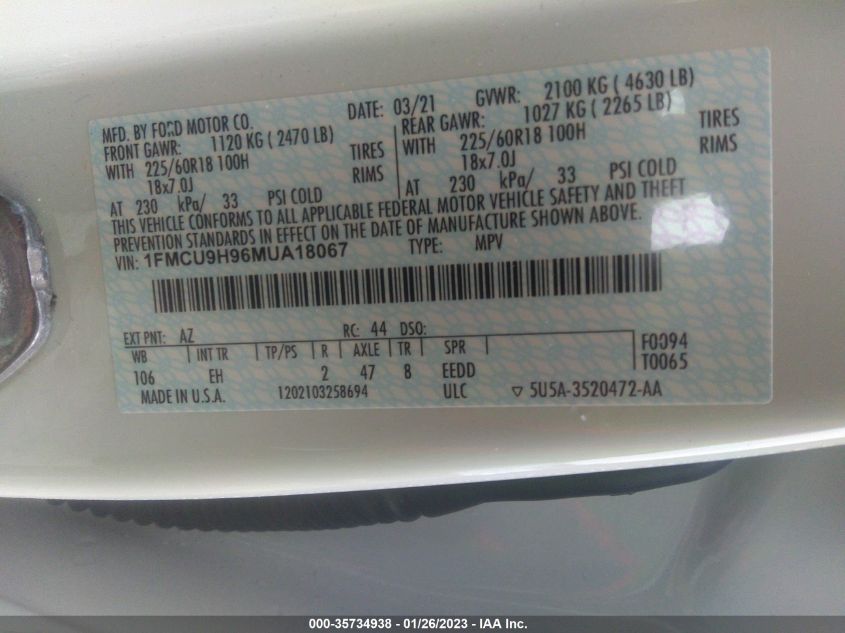 MFD. BY FORD MOTOR CO. DATE: 03/21 GVWR: 2100 KG ( 4630 LB)
FRONT GAWR: 1120 KG ( 2470 LB) REAR GAWR: 1027 KG ( 2265 LB)
WITH 225/60R18 100H TIRES WITH 225/60R18 100H TIRES
18x7.0J RIMS 18x7.0J RIMS
AT 230 kPa/ 33 PSI COLD AT 230 kPa/ 33 PSI COLD
THIS VEHICLE CONFORMS TO ALL APPLICABLE FEDERAL MOTOR VEHICLE SAFETY AND THEFT
PREVENTION STANDARDS IN EFFECT ON THE DATE OF MANUFACTURE SHOWN ABOVE.
VIN: 1FMCU9H96MUA18067 TYPE: MPV
EXT PNT: AZ RC: 44 DSO:
WB INT TR TP/PS R AXLE TR SPR F0094
106 EH 2 47 8 EEDD T0065
MADE IN U.S.A. 1202103258694 ULC ▽ 5U5A-3520472-AA
000-35734938 - 01/26/2023 - IAA Inc.